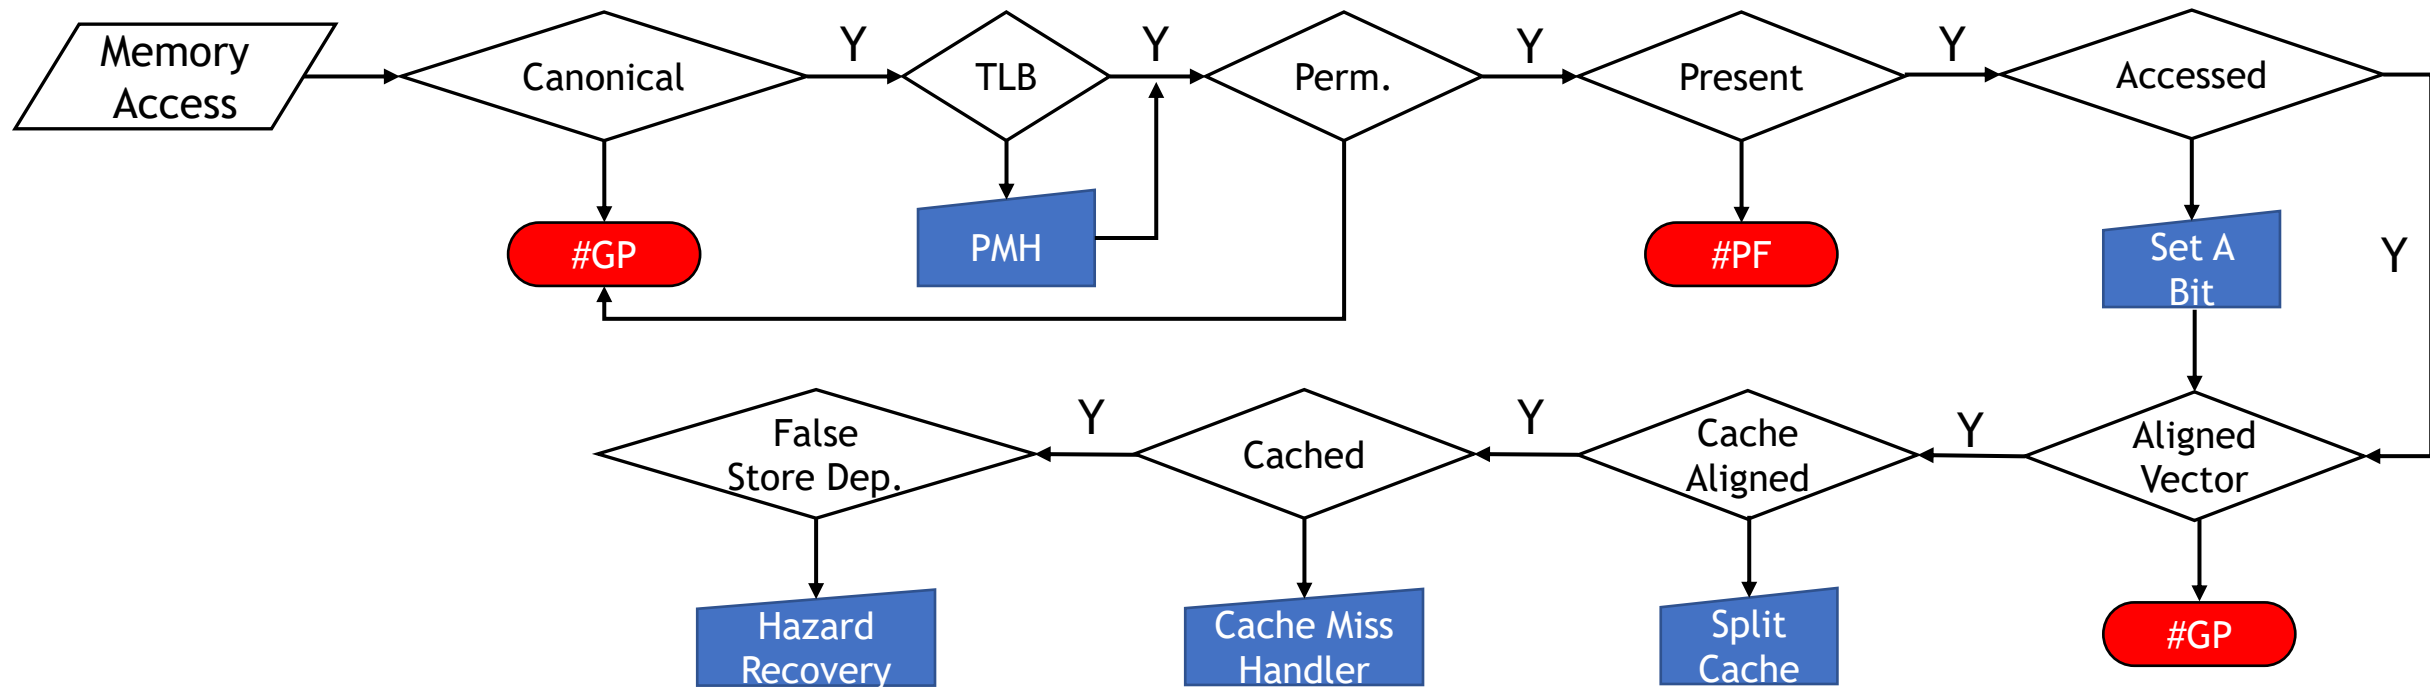 Memory
Access
Canonical
Y
TLB
Y
Perm.
Y
Present
Y
Accessed
#GP
PMH
#PF
Set A
Bit
Y
False
Store Dep.
Y
Cached
Y
Cache
Aligned
Y
Aligned
Vector
Hazard
Recovery
Cache Miss
Handler
Split
Cache
#GP